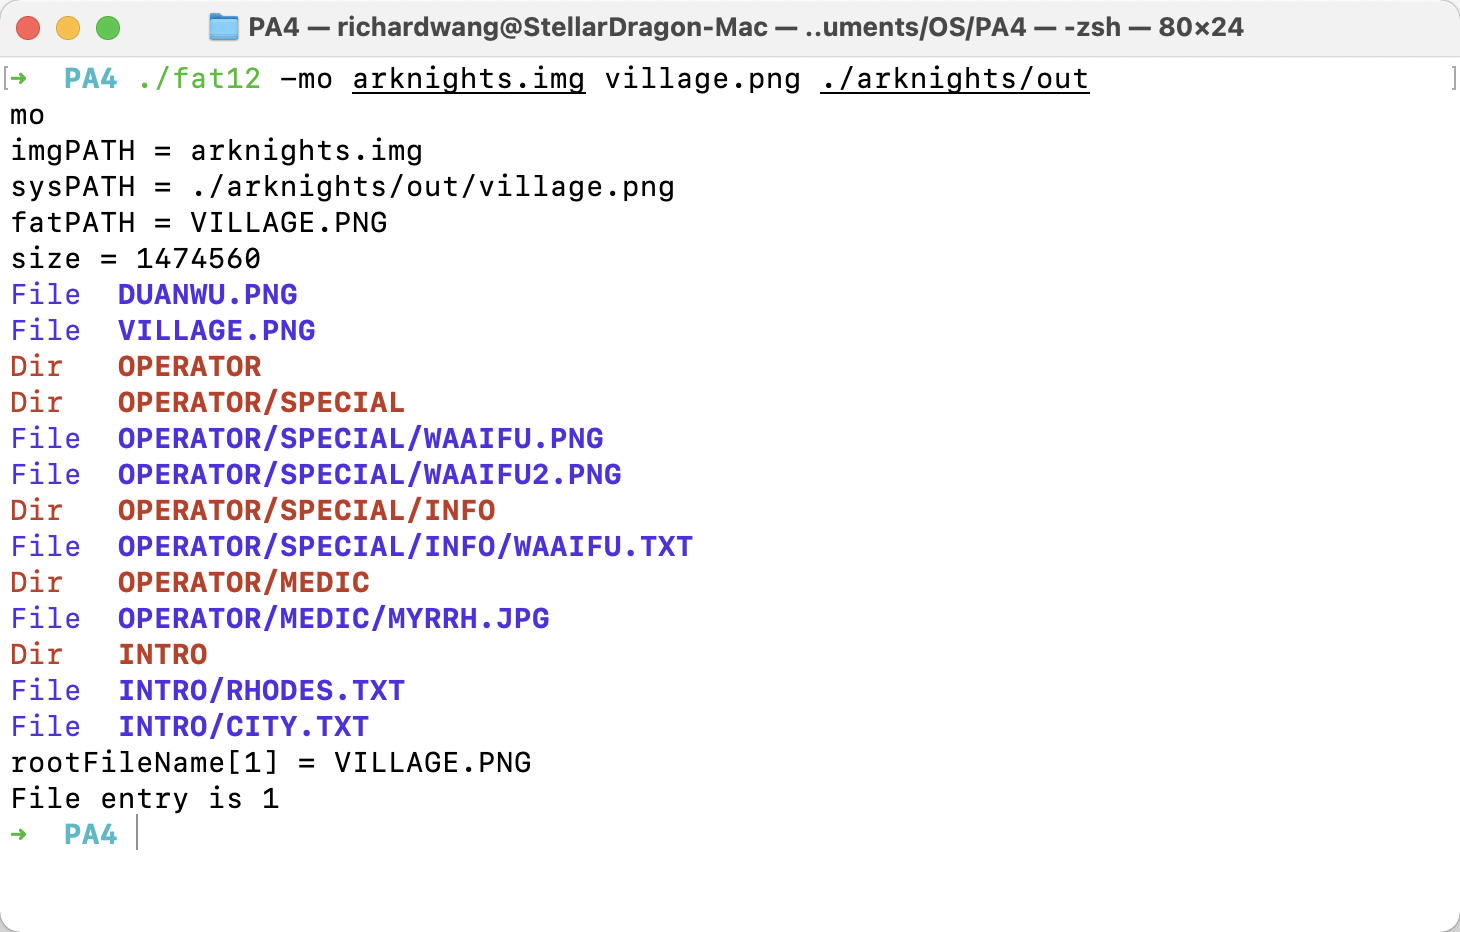 PA4 — richardwang@StellarDragon-Mac — ..uments/OS/PA4 — -zsh — 80×24
[➜  PA4 ./fat12 -mo arknights.img village.png ./arknights/out ]
mo
imgPATH = arknights.img
sysPATH = ./arknights/out/village.png
fatPATH = VILLAGE.PNG
size = 1474560
File  DUANWU.PNG
File  VILLAGE.PNG
Dir   OPERATOR
Dir   OPERATOR/SPECIAL
File  OPERATOR/SPECIAL/WAAIFU.PNG
File  OPERATOR/SPECIAL/WAAIFU2.PNG
Dir   OPERATOR/SPECIAL/INFO
File  OPERATOR/SPECIAL/INFO/WAAIFU.TXT
Dir   OPERATOR/MEDIC
File  OPERATOR/MEDIC/MYRRH.JPG
Dir   INTRO
File  INTRO/RHODES.TXT
File  INTRO/CITY.TXT
rootFileName[1] = VILLAGE.PNG
File entry is 1
➜  PA4